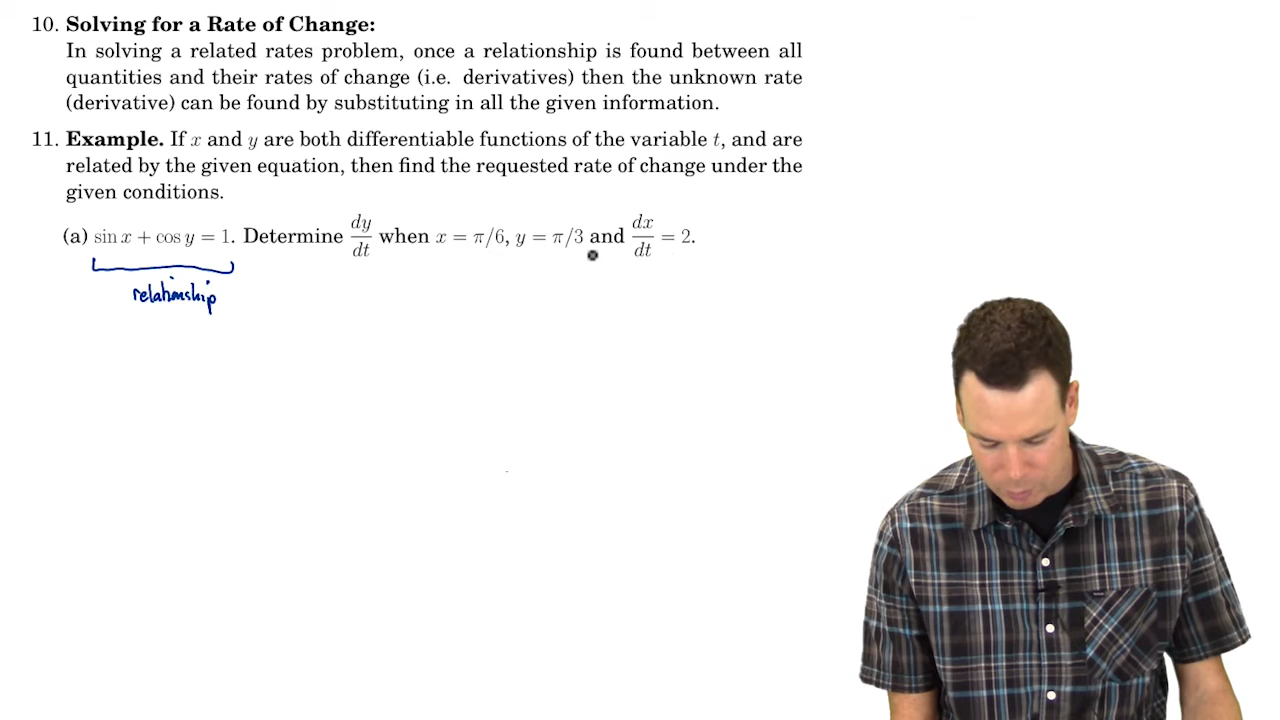 10. Solving for a Rate of Change:
In solving a related rates problem, once a relationship is found between all
quantities and their rates of change (i.e. derivatives) then the unknown rate
(derivative) can be found by substituting in all the given information.
11. Example. If x and y are both differentiable functions of the variable t, and are
related by the given equation, then find the requested rate of change under the
given conditions.
(a) sin x + cos y = 1. Determine dy/dt when x = π/6, y = π/3 and dx/dt = 2.
relationship